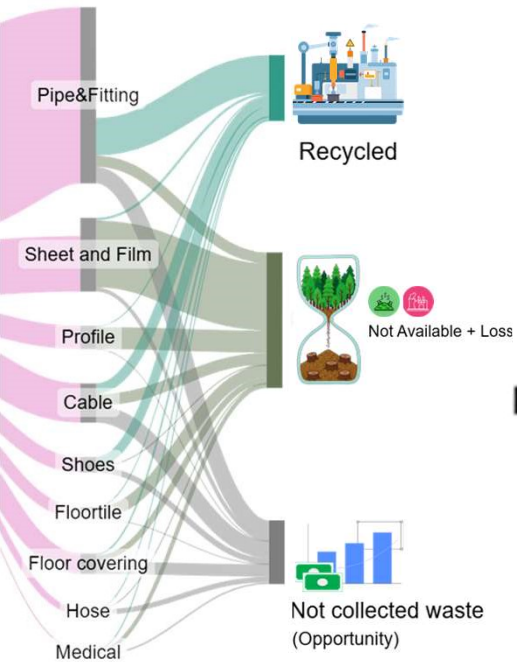 Pipe&Fitting
Recycled
Sheet and Film
Not Available + Loss
Profile
Cable
Shoes
Floortile
Floor covering
Hose
Not collected waste
(Opportunity)
Medical